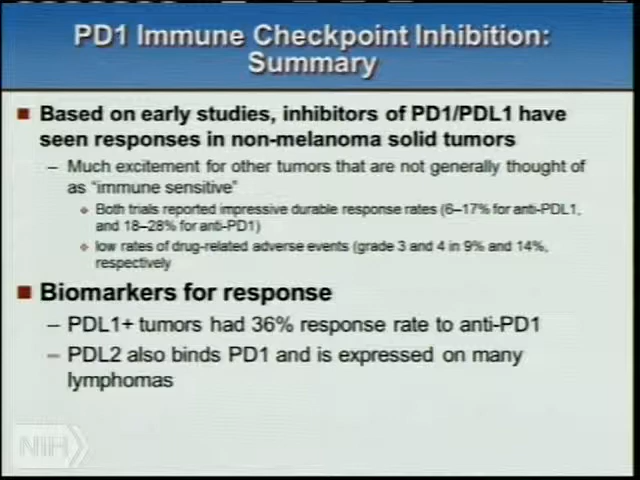 PD1 Immune Checkpoint Inhibition:
Summary
Based on early studies, inhibitors of PD1/PDL1 have
seen responses in non-melanoma solid tumors
– Much excitement for other tumors that are not generally thought of
as “immune sensitive”
Both trials reported impressive durable response rates (6–17% for anti-PDL1,
and 18–28% for anti-PD1)
low rates of drug-related adverse events (grade 3 and 4 in 9% and 14%,
respectively
Biomarkers for response
– PDL1+ tumors had 36% response rate to anti-PD1
– PDL2 also binds PD1 and is expressed on many
lymphomas
NIH